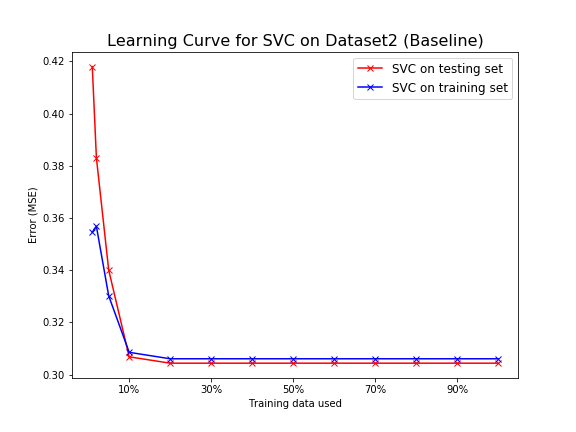 Learning Curve for SVC on Dataset2 (Baseline)
SVC on testing set
SVC on training set
Error (MSE)
0.42
0.40
0.38
0.36
0.34
0.32
0.30
10% 30% 50% 70% 90%
Training data used